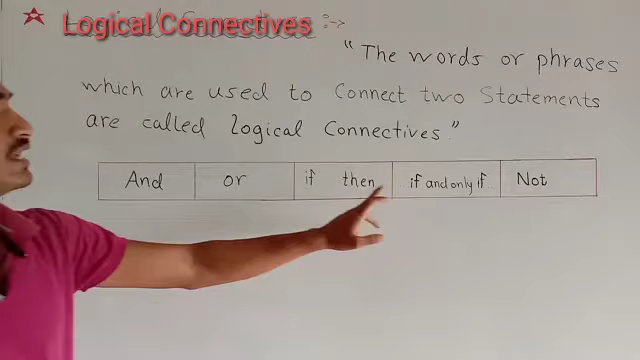 Logical Connectives :->
"The words or phrases
which are used to Connect two Statements
are called logical Connectives."
And or if then if and only if Not